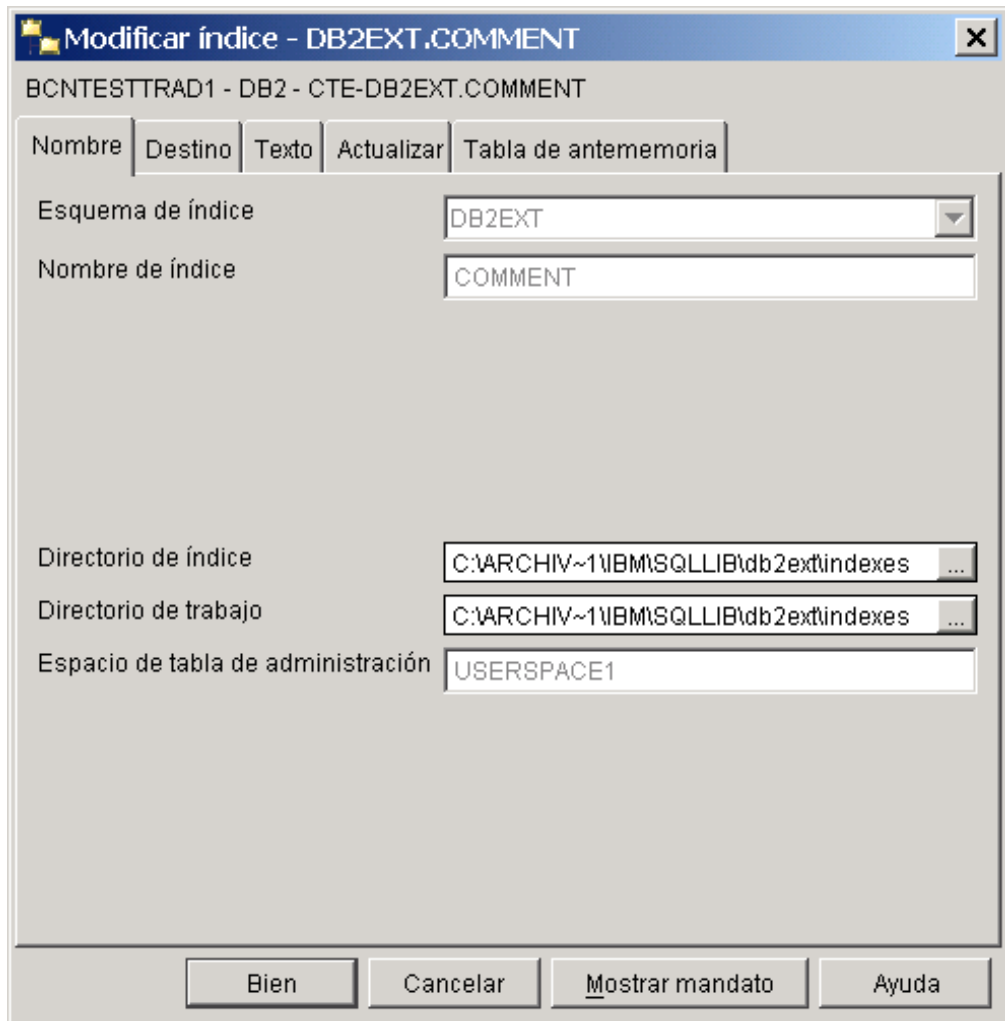 Modificar índice - DB2EXT.COMMENT
BCNTESTTRAD1 - DB2 - CTE-DB2EXT.COMMENT
Nombre Destino Texto Actualizar Tabla de antememoria
Esquema de índice DB2EXT
Nombre de índice COMMENT
Directorio de índice C:\ARCHIV~1\IBM\SQLLIB\db2ext\indexes ...
Directorio de trabajo C:\ARCHIV~1\IBM\SQLLIB\db2ext\indexes ...
Espacio de tabla de administración USERSPACE1
Bien Cancelar Mostrar mandato Ayuda